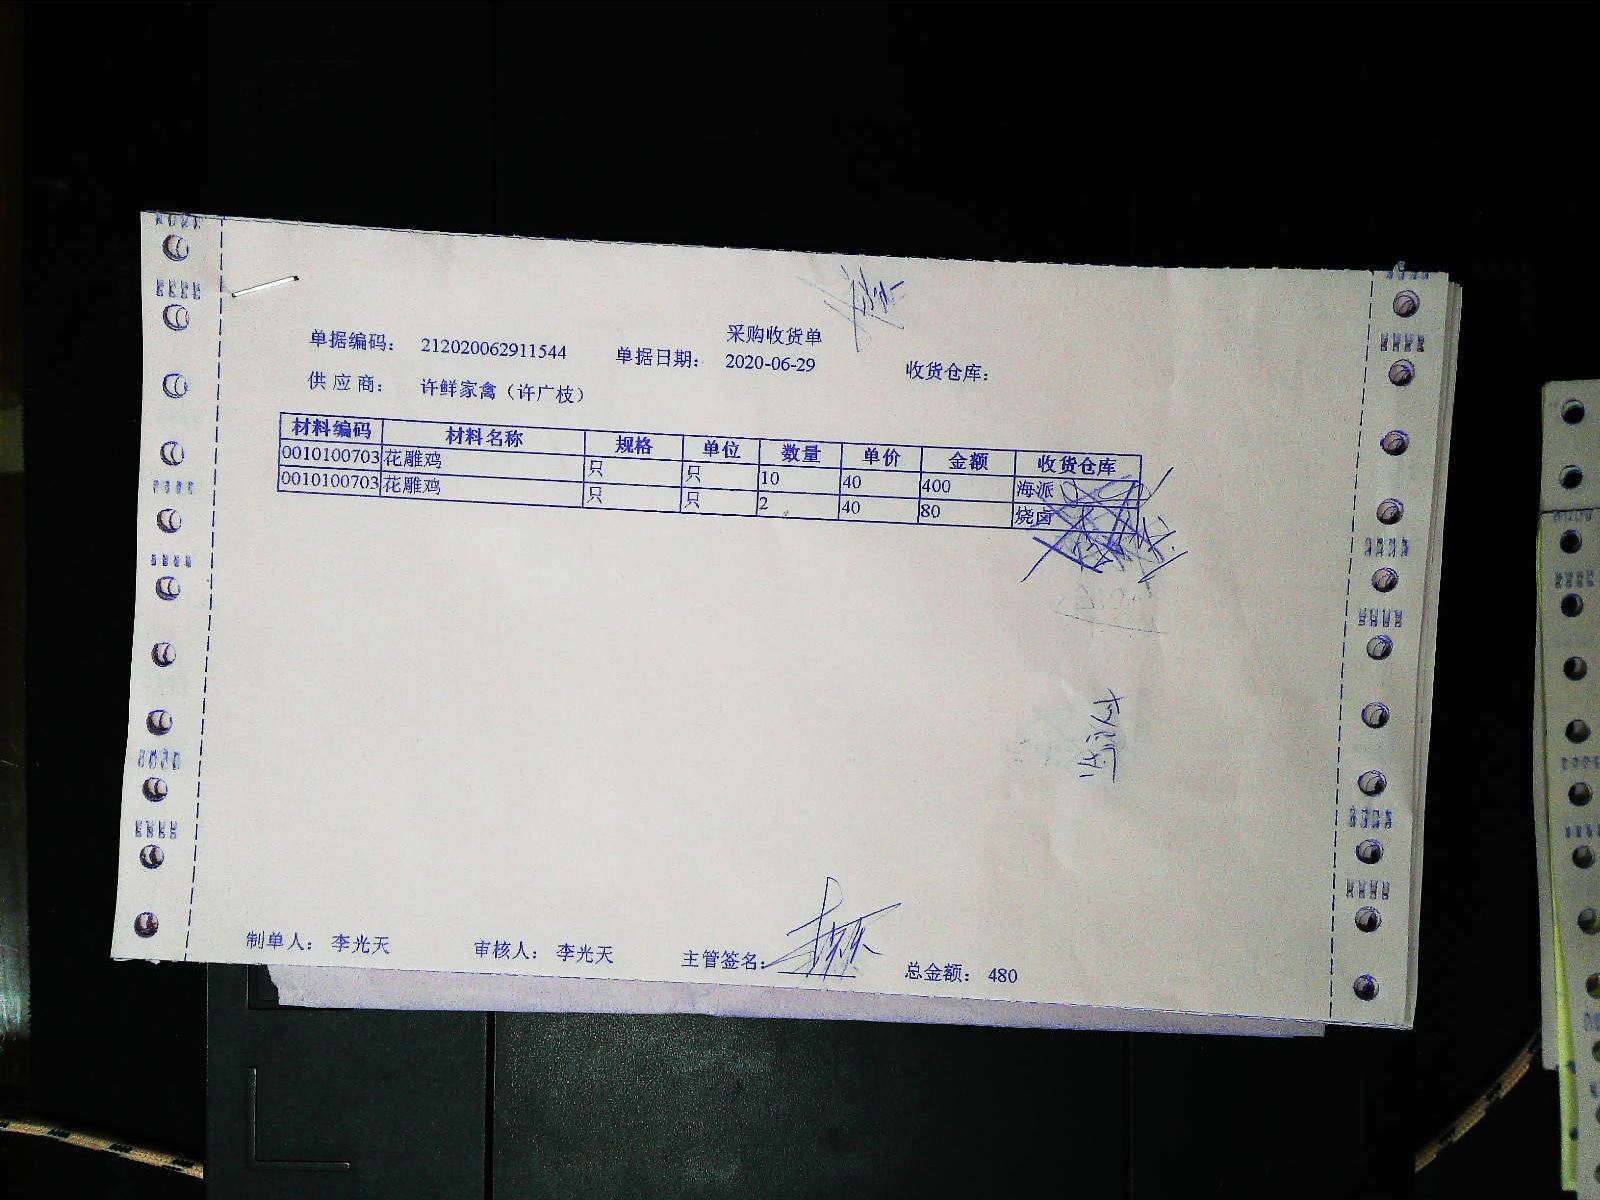 采购收货单
单据编码： 212020062911544 单据日期： 2020-06-29 收货仓库：
供 应 商： 许鲜家禽（许广枝）
材料编码 材料名称 规格 单位 数量 单价 金额 收货仓库
0010100703 花雕鸡 只 只 10 40 400 海派
0010100703 花雕鸡 只 只 2 40 80 烧卤
制单人： 李光天 审核人： 李光天 主管签名： 总金额： 480